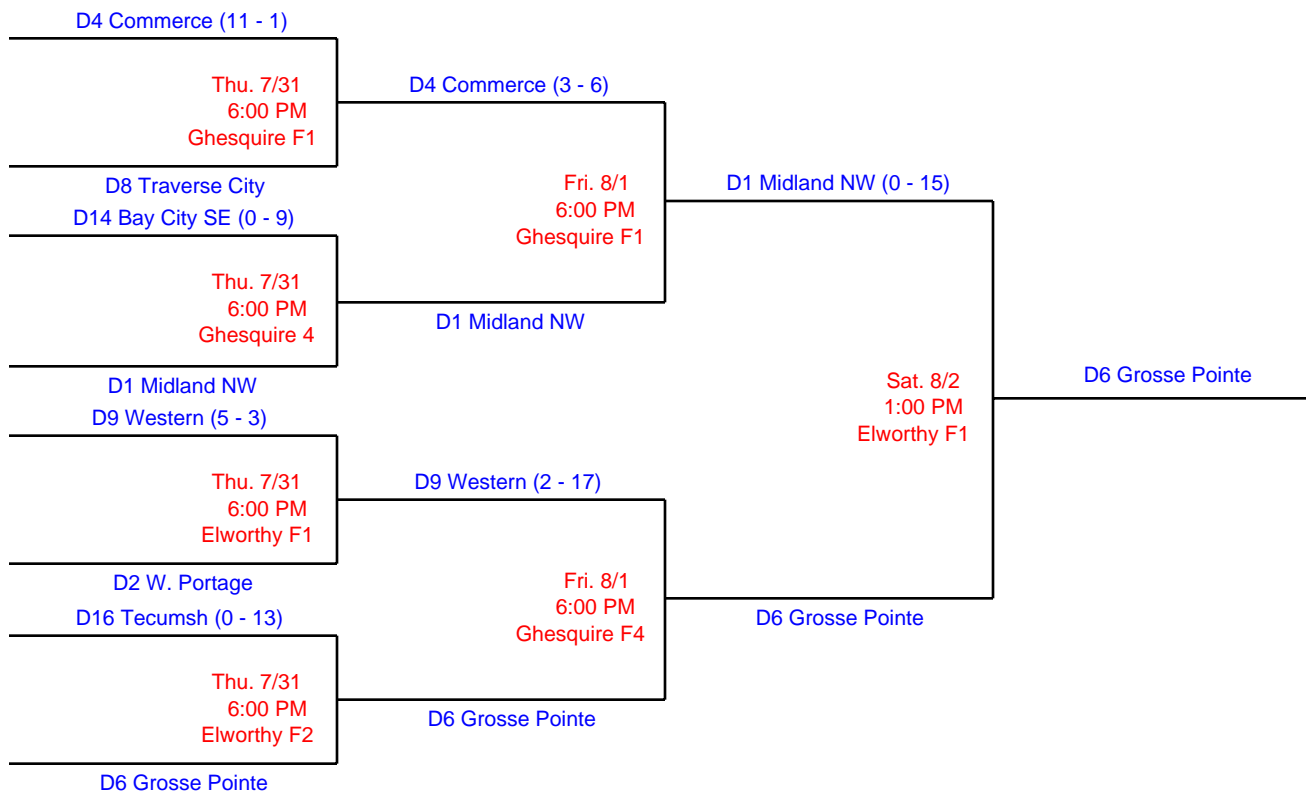 D4 Commerce (11 - 1)
Thu. 7/31
6:00 PM
Ghesquire F1
D8 Traverse City
D14 Bay City SE (0 - 9)
Thu. 7/31
6:00 PM
Ghesquire 4
D1 Midland NW
D9 Western (5 - 3)
Thu. 7/31
6:00 PM
Elworthy F1
D2 W. Portage
D16 Tecumsh (0 - 13)
Thu. 7/31
6:00 PM
Elworthy F2
D6 Grosse Pointe
D4 Commerce (3 - 6)
Fri. 8/1
6:00 PM
Ghesquire F1
D1 Midland NW
D9 Western (2 - 17)
Fri. 8/1
6:00 PM
Ghesquire F4
D6 Grosse Pointe
D1 Midland NW (0 - 15)
Sat. 8/2
1:00 PM
Elworthy F1
D6 Grosse Pointe
D6 Grosse Pointe